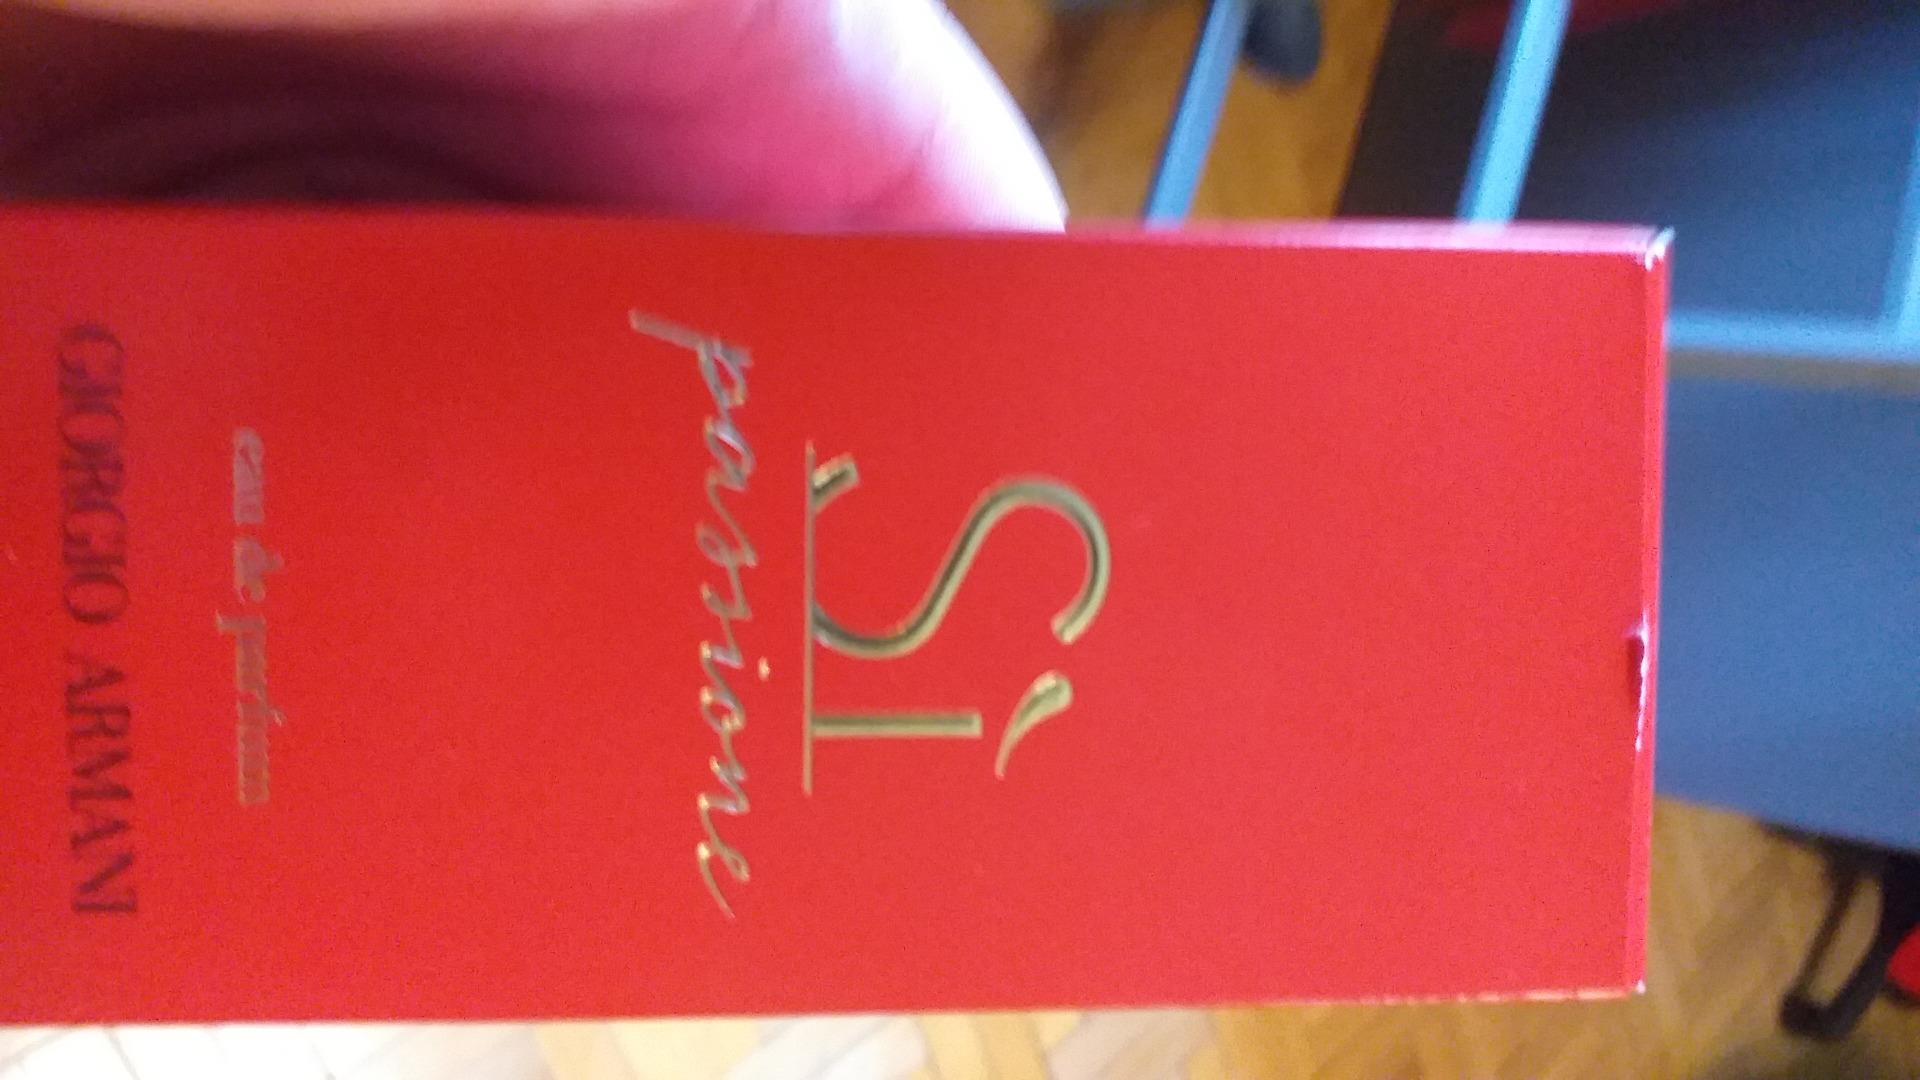 Sì
passione
eau de parfum
GIORGIO ARMANI